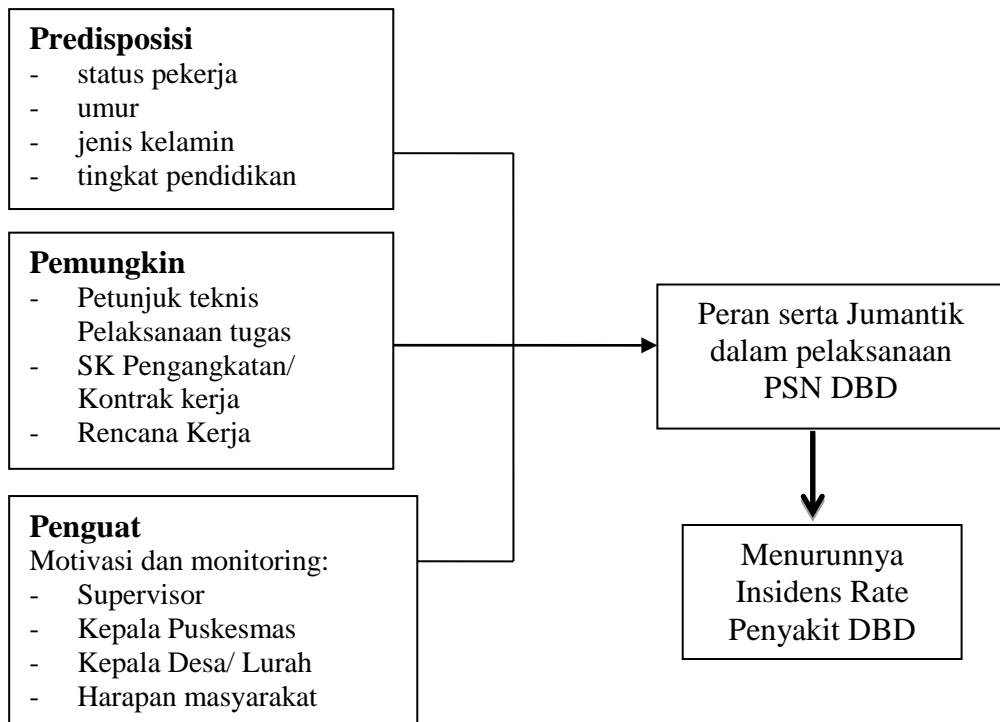 Predisposisi
- status pekerja
- umur
- jenis kelamin
- tingkat pendidikan
Pemungkin
- Petunjuk teknis
Pelaksanaan tugas
- SK Pengangkatan/
Kontrak kerja
- Rencana Kerja
Penguat
Motivasi dan monitoring:
- Supervisor
- Kepala Puskesmas
- Kepala Desa/ Lurah
- Harapan masyarakat
Peran serta Jumantik
dalam pelaksanaan
PSN DBD
Menurunnya
Insidens Rate
Penyakit DBD